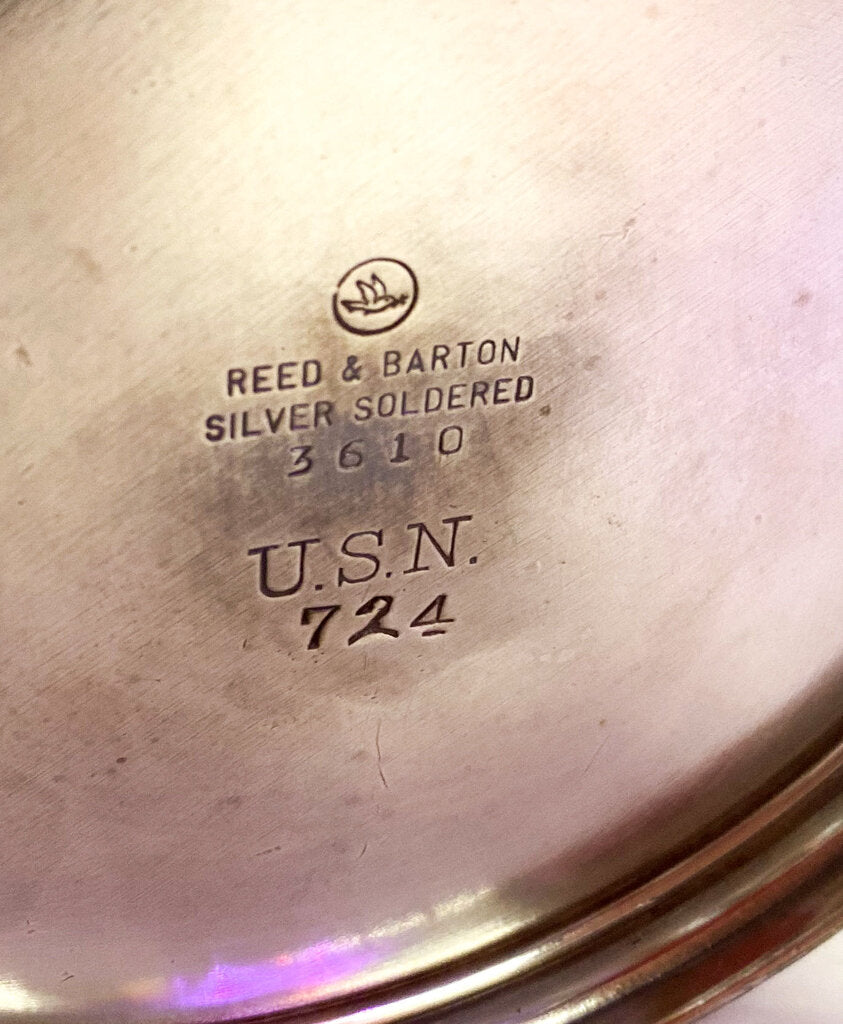 REED & BARTON
SILVER SOLDERED
3610
U.S.N.
724